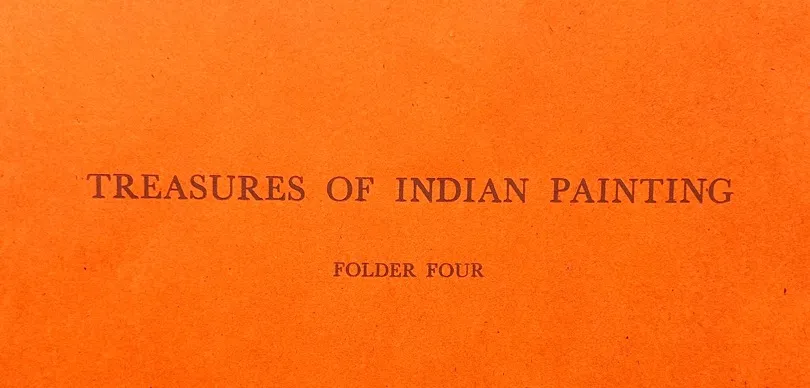 TREASURES OF INDIAN PAINTING
FOLDER FOUR